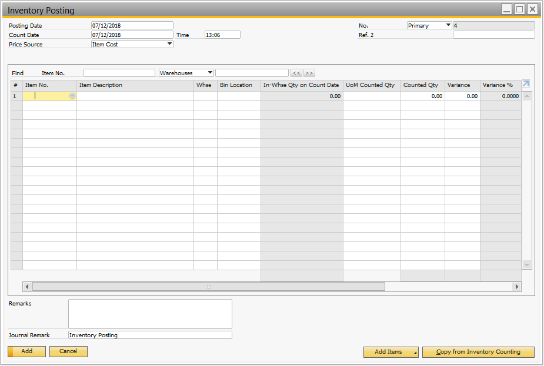 Inventory Posting
Posting Date 07/12/2018 No. Primary 4
Count Date 07/12/2018 Time 13:06 Ref. 2
Price Source Item Cost
Find Item No. Warehouses
# Item No. Item Description Whse Bin Location In-Whse Qty on Count Date UoM Counted Qty Counted Qty Variance Variance %
1 0.00 0.00 0.00 0.0000
Remarks
Journal Remark Inventory Posting
Add Cancel Add Items Copy from Inventory Counting